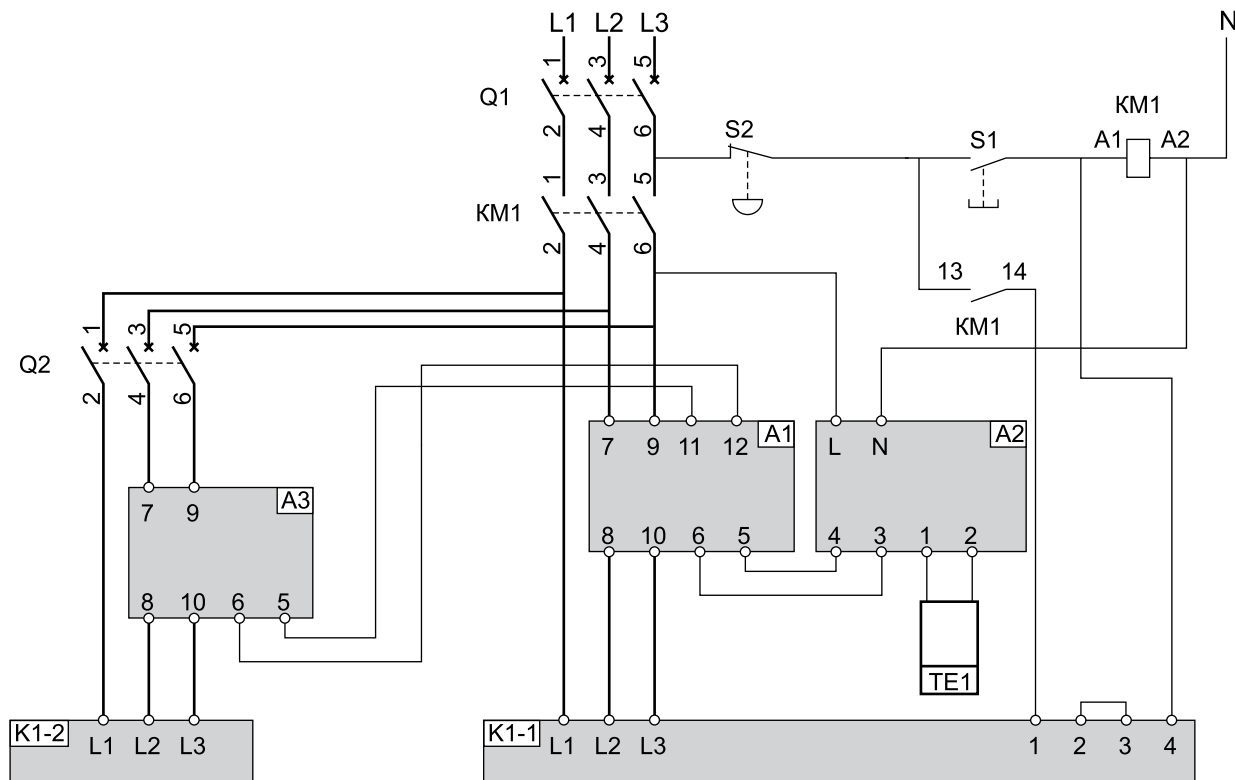 L1 L2 L3 N
1 3 5
Q1
2 4 6
KM1
S2 S1 A1 A2
1 3 5
KM1
2 4 6
13 14
KM1
1 3 5
Q2
2 4 6
7 9 11 12 A1
L N A2
A3
7 9
8 10 6 5
4 3 1 2
8 10 6 5
TE1
K1-2
L1 L2 L3
K1-1
L1 L2 L3 1 2 3 4